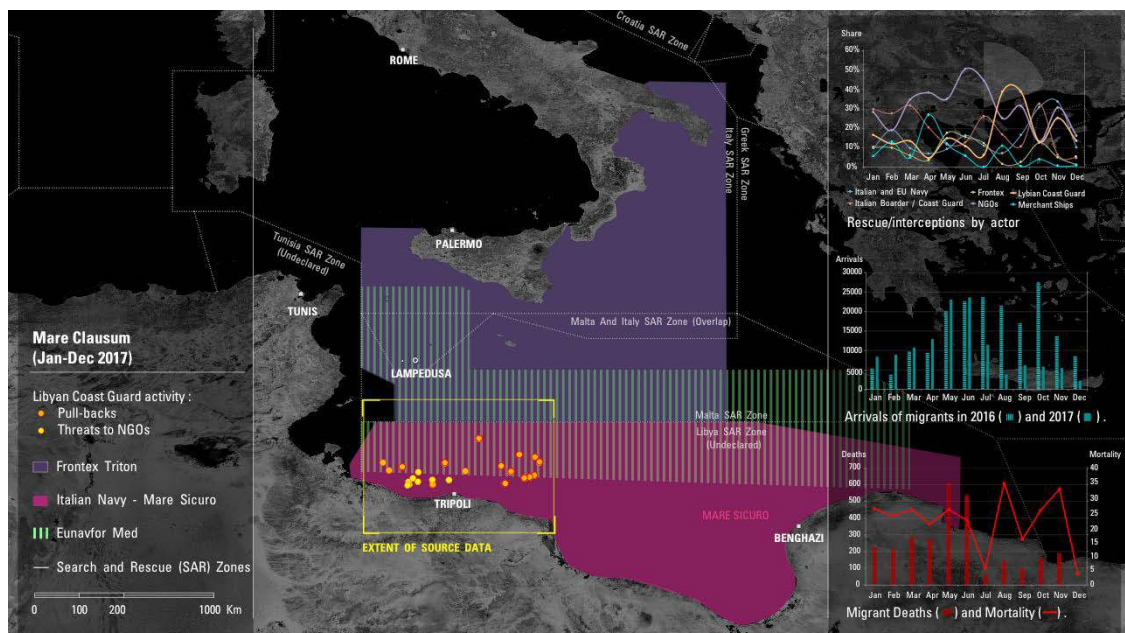 Mare Clausum
(Jan-Dec 2017)
Libyan Coast Guard activity :
Pull-backs
Threats to NGOs
Frontex Triton
Italian Navy - Mare Sicuro
Eunavfor Med
Search and Rescue (SAR) Zones
0 100 200 1000 Km
Croatia SAR Zone
ROME
Greek SAR Zone
Italy SAR Zone
PALERMO
Tunisia SAR Zone
(Undeclared)
TUNIS
Malta And Italy SAR Zone (Overlap)
LAMPEDUSA
Malta SAR Zone
Libya SAR Zone
(Undeclared)
TRIPOLI
MARE SICURO
BENGHAZI
EXTENT OF SOURCE DATA
Share
60%
50%
40%
30%
20%
10%
0%
Jan Feb Mar Apr May Jun Jul Aug Sep Oct Nov Dec
Italian and EU Navy Frontex Lybian Coast Guard
Italian Boarder / Coast Guard NGOs Merchant Ships
Rescue/interceptions by actor
Arrivals
30000
25000
20000
15000
10000
5000
0
Jan Feb Mar Apr May Jun Jul Aug Sep Oct Nov Dec
Arrivals of migrants in 2016 ( ) and 2017 ( ) .
Deaths Mortality
700 40
600 35
500 30
400 25
300 20
200 15
100 10
0 5
0
Jan Feb Mar Apr May Jun Jul Aug Sep Oct Nov Dec
Migrant Deaths ( ) and Mortality ( ) .